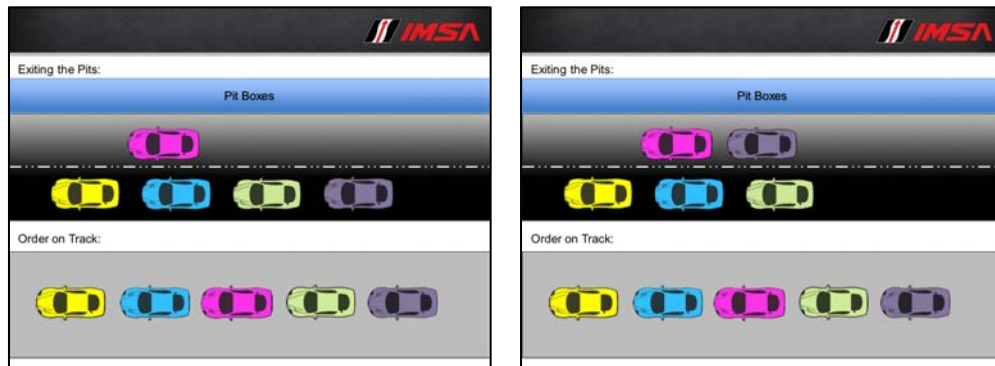 IMSA
Exiting the Pits:
Pit Boxes
Order on Track:
IMSA
Exiting the Pits:
Pit Boxes
Order on Track: